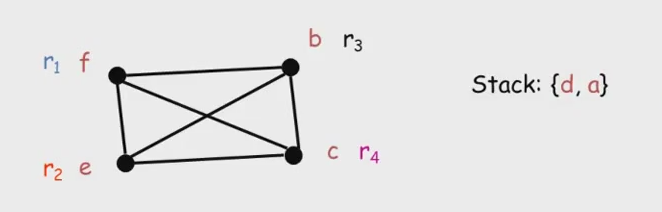 b r3
r1 f
Stack: {d, a}
c r4
r2 e